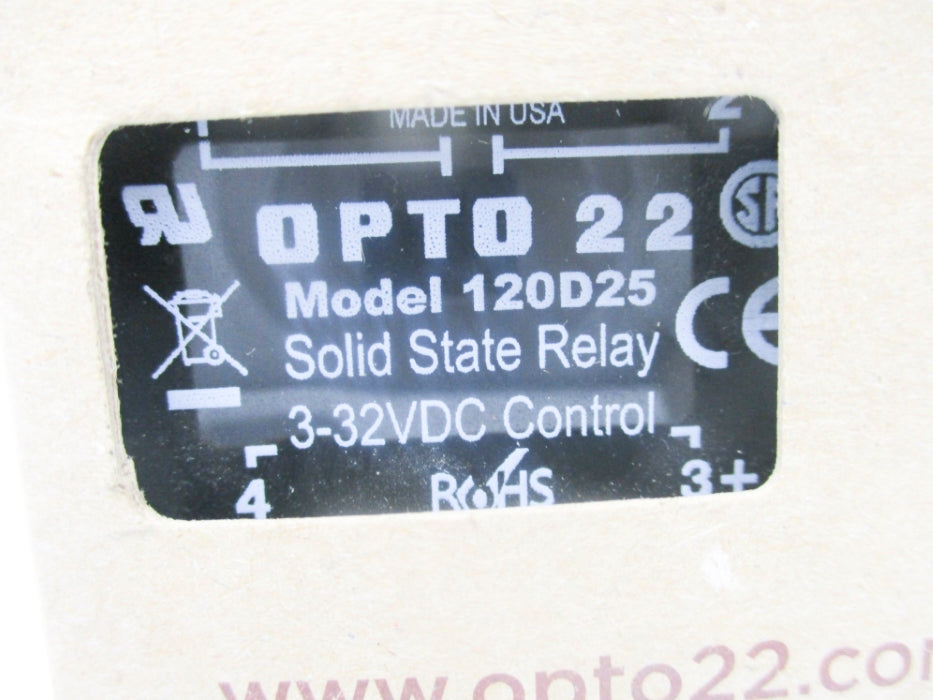 MADE IN USA
2
OPTO 22
Model 120D25
Solid State Relay
3-32VDC Control
4
RoHS
3+
www.opto22.com